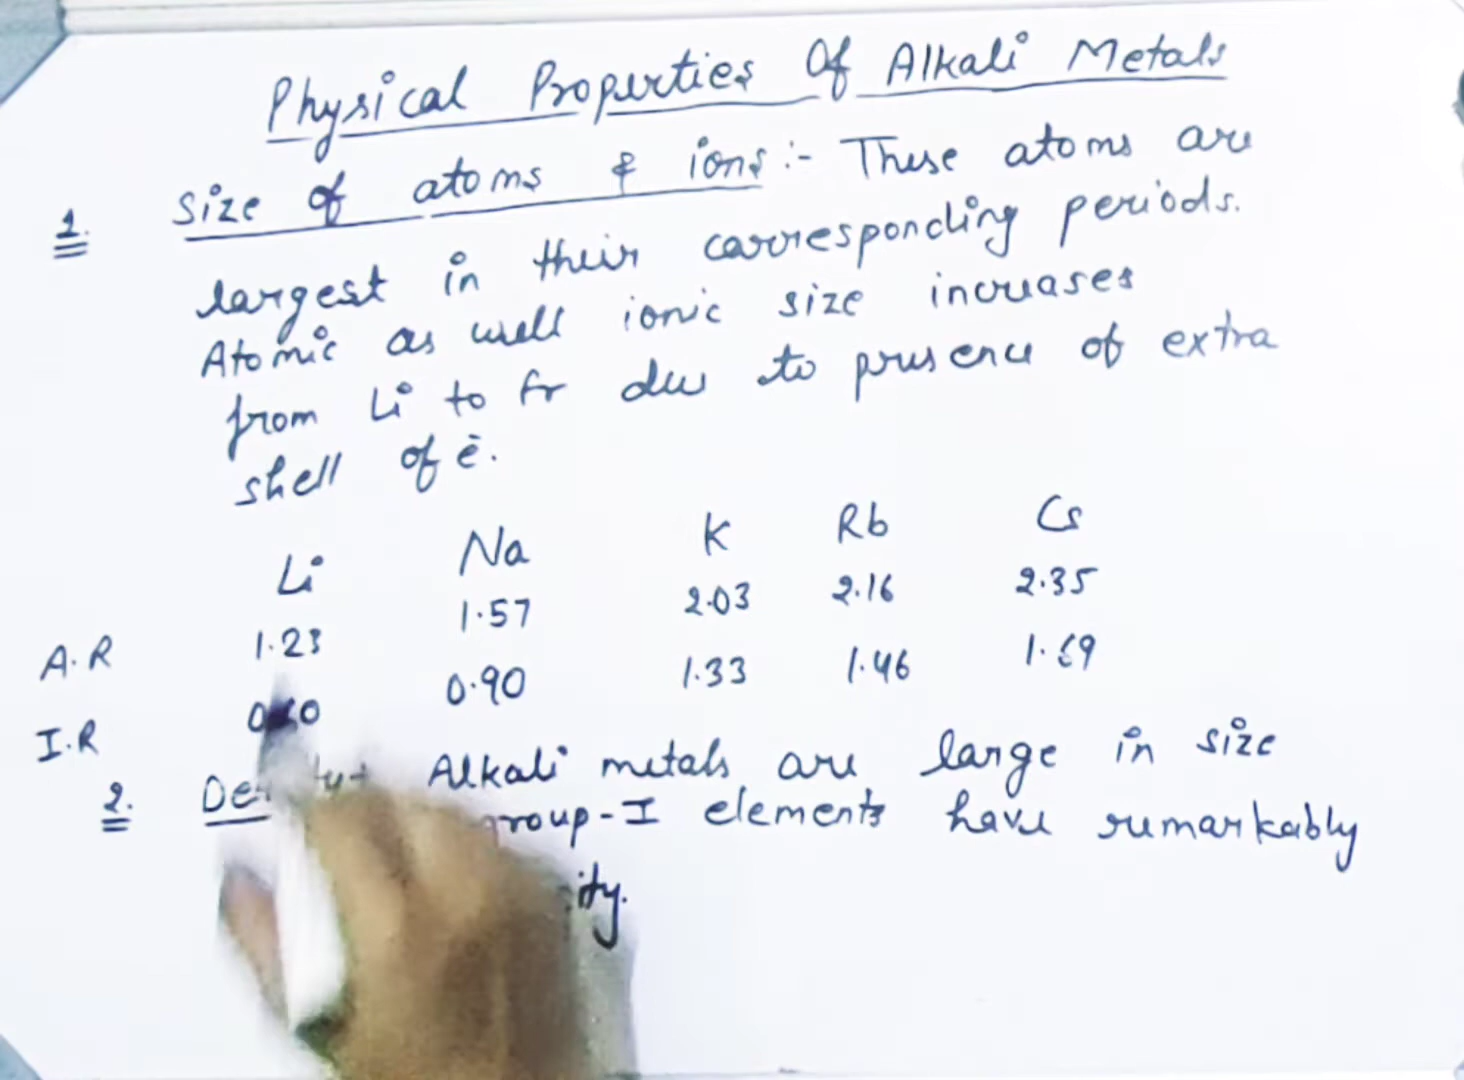 Physical Properties Of Alkali Metals
1. Size of atoms & ions:- These atoms are
largest in their corresponding periods.
Atomic as well ionic size increases
from Li to Fr due to presence of extra
shell of ē.
Li Na K Rb Cs
A.R 1.23 1.57 2.03 2.16 2.35
I.R 0.90 1.33 1.46 1.69
2. Alkali metals are large in size
group-I elements have remarkably